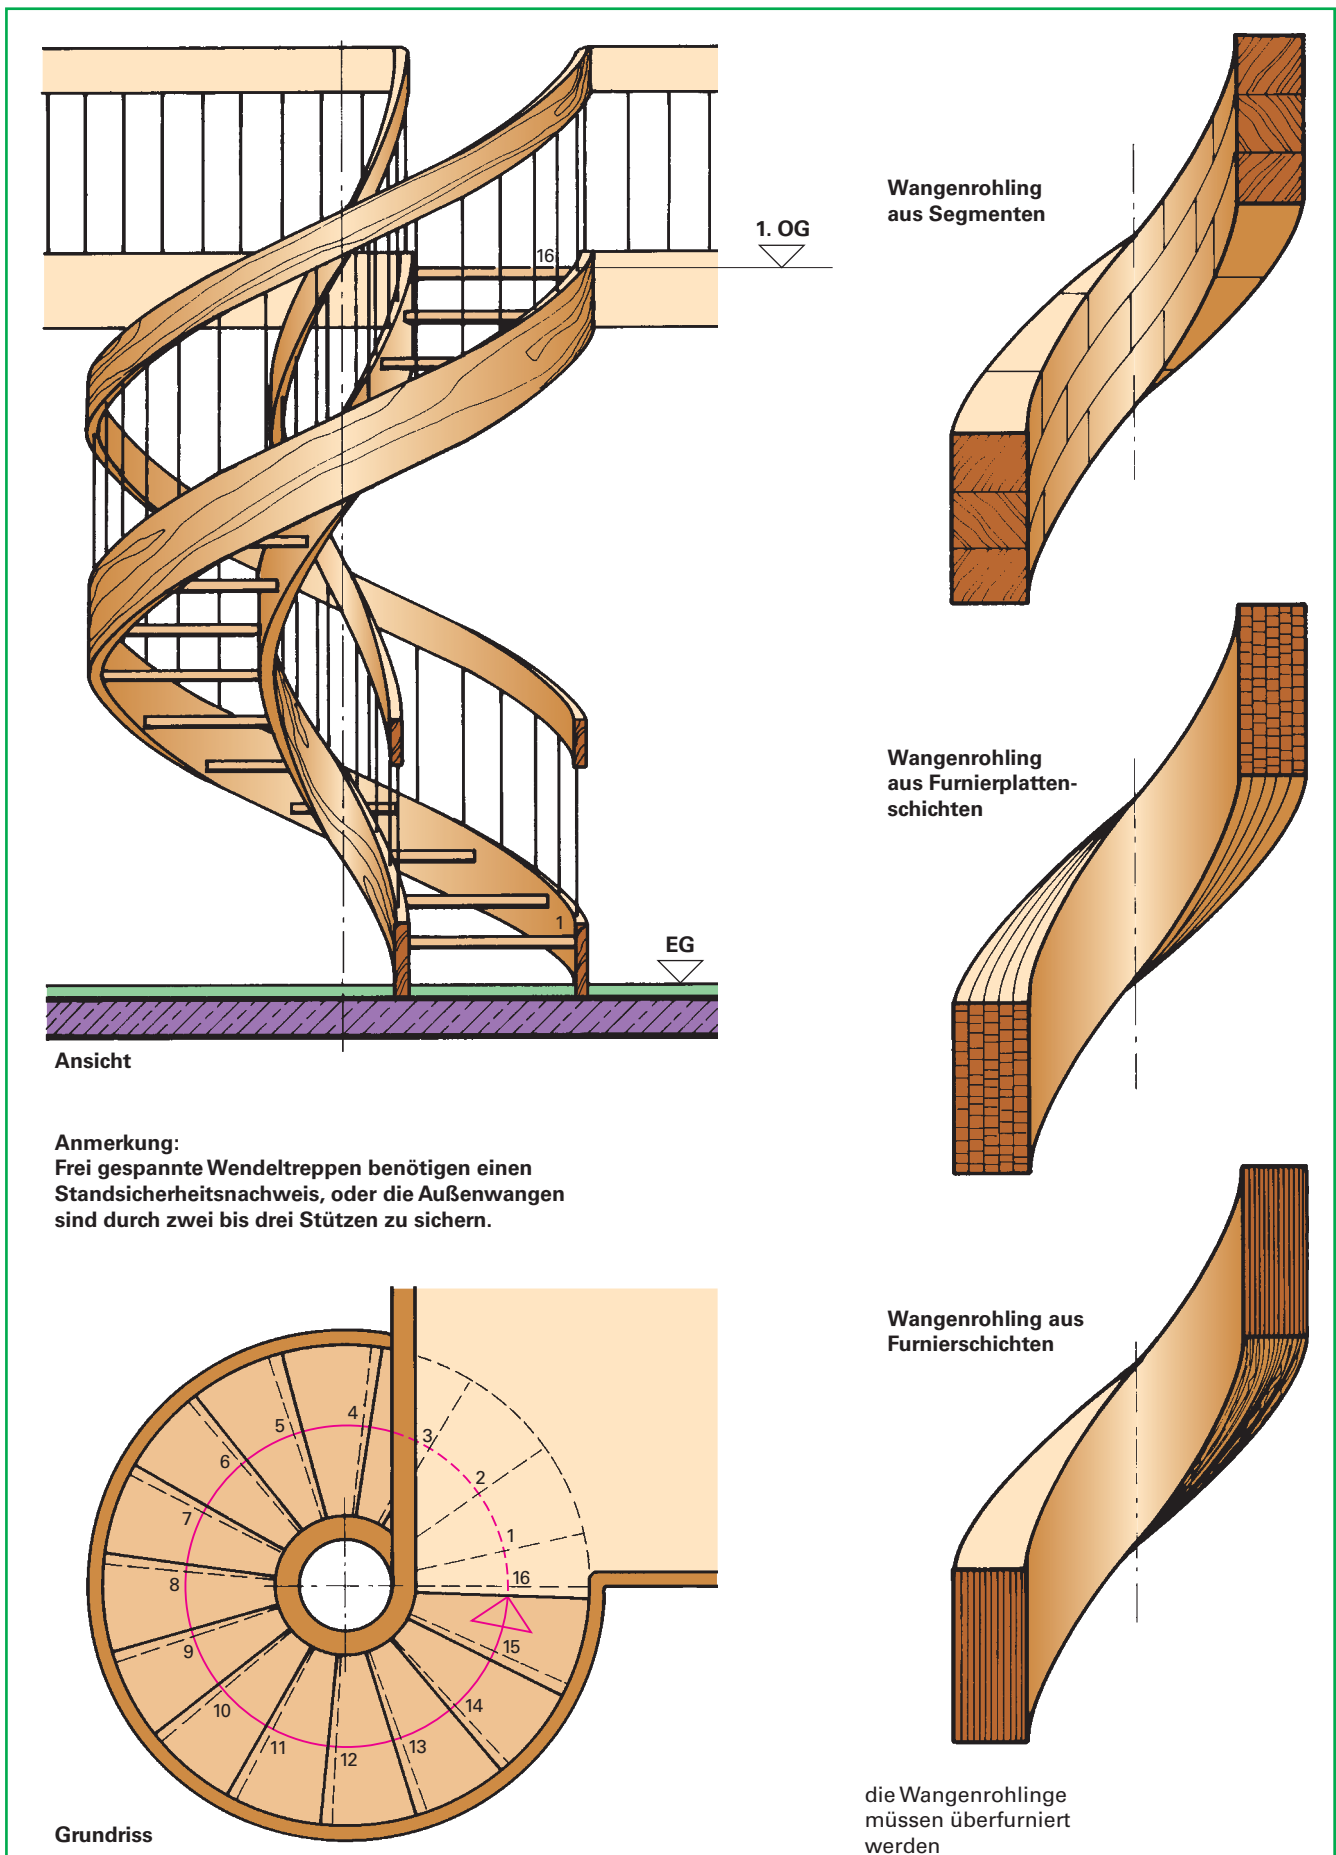 16
1. OG
1
EG
Ansicht
Anmerkung:
Frei gespannte Wendeltreppen benötigen einen
Standsicherheitsnachweis, oder die Außenwangen
sind durch zwei bis drei Stützen zu sichern.
4
5
3
6
2
7
1
8
16
9
15
10
14
11
12
13
Grundriss
Wangenrohling
aus Segmenten
Wangenrohling
aus Furnierplatten-
schichten
Wangenrohling aus
Furnierschichten
die Wangenrohlinge
müssen überfurniert
werden